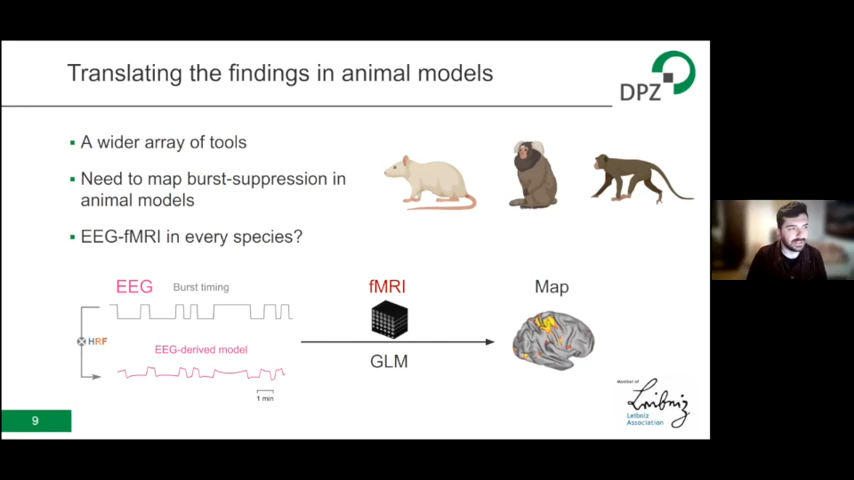 Translating the findings in animal models
DPZ
▪ A wider array of tools
▪ Need to map burst-suppression in
animal models
▪ EEG-fMRI in every species?
EEG Burst timing
fMRI
Map
HRF
EEG-derived model
GLM
1 min
Member of
Leibniz
Leibniz
Association
9